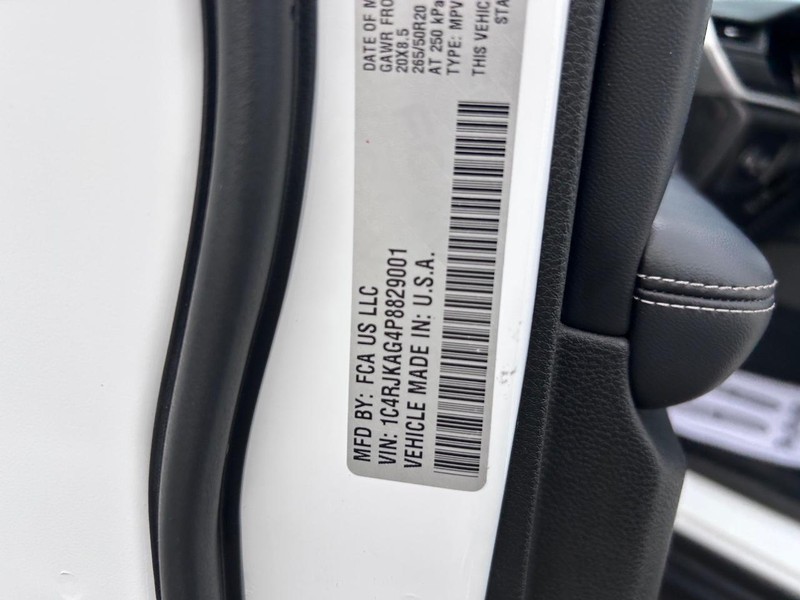 MFD BY: FCA US LLC
VIN: 1C4RJKAG4P8829001
VEHICLE MADE IN: U.S.A.
DATE OF M
GAWR FRO
20X8.5
265/50R20
AT 250 kPa
TYPE: MPV
THIS VEHIC
STA